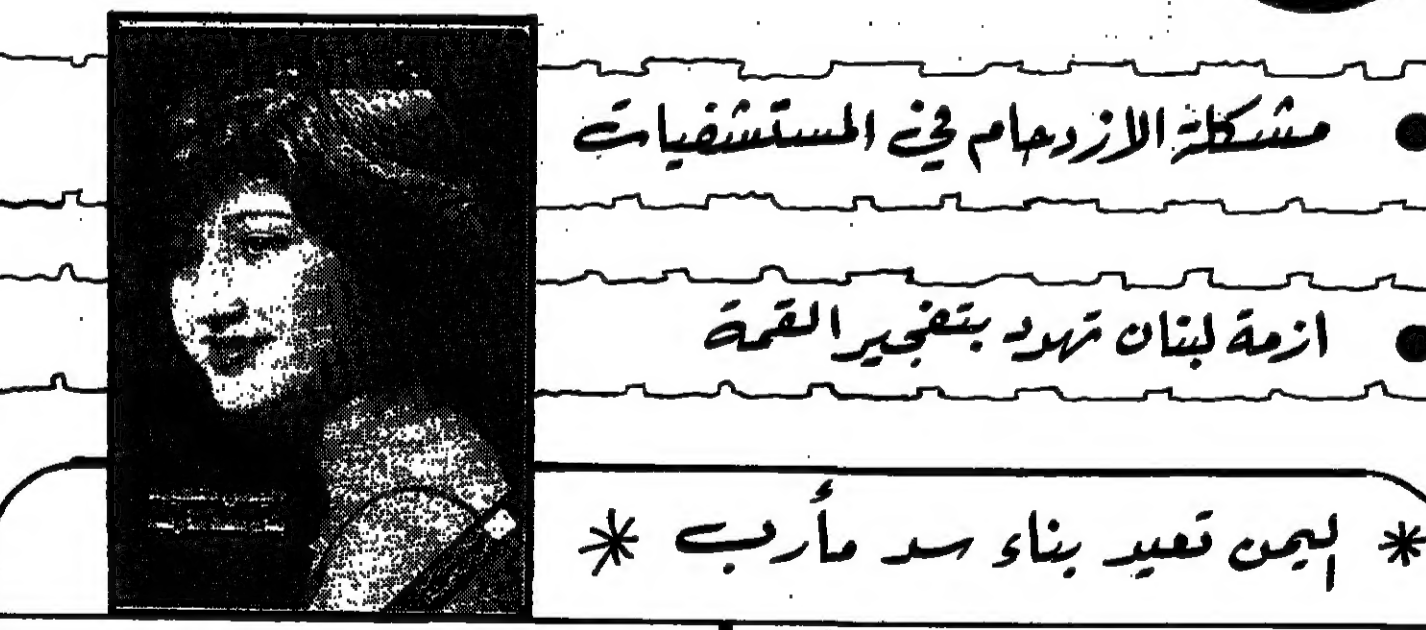 ● مشكلة الازدحام في المستشفيات
● ازمة لبنان تهدد بتفجير القمة
* اليمن تعيد بناء سد مأرب *